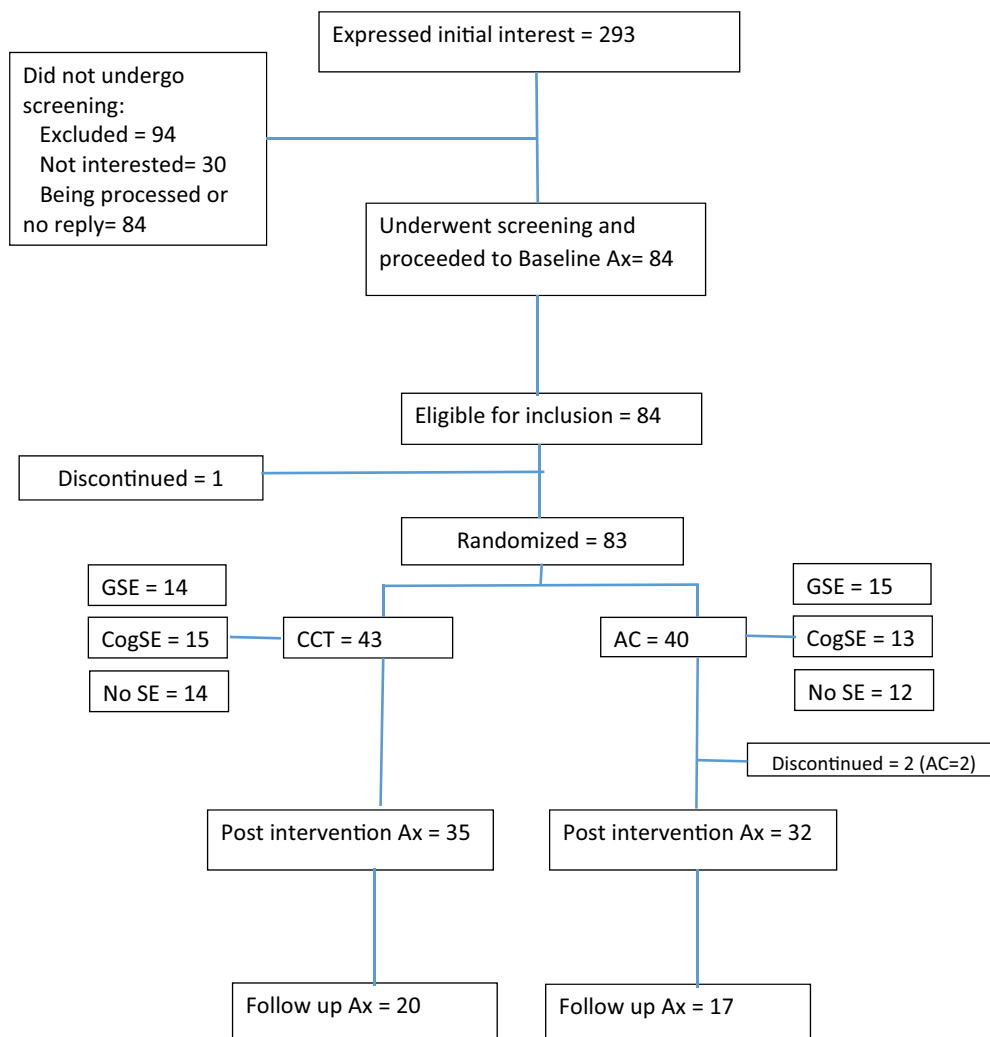 Expressed initial interest = 293
Did not undergo
screening:
Excluded = 94
Not interested= 30
Being processed or
no reply= 84
Underwent screening and
proceeded to Baseline Ax= 84
Eligible for inclusion = 84
Discontinued = 1
Randomized = 83
GSE = 14
CogSE = 15
No SE = 14
CCT = 43
AC = 40
GSE = 15
CogSE = 13
No SE = 12
Discontinued = 2 (AC=2)
Post intervention Ax = 35
Post intervention Ax = 32
Follow up Ax = 20
Follow up Ax = 17